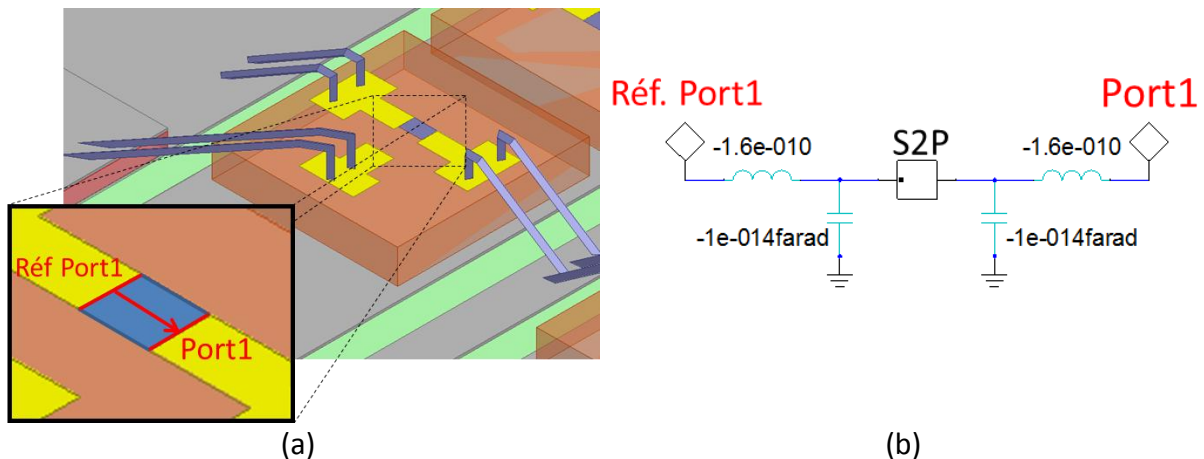 Réf Port1
Port1
(a)
Réf. Port1
Port1
-1.6e-010
S2P
-1.6e-010
-1e-014farad
-1e-014farad
(b)